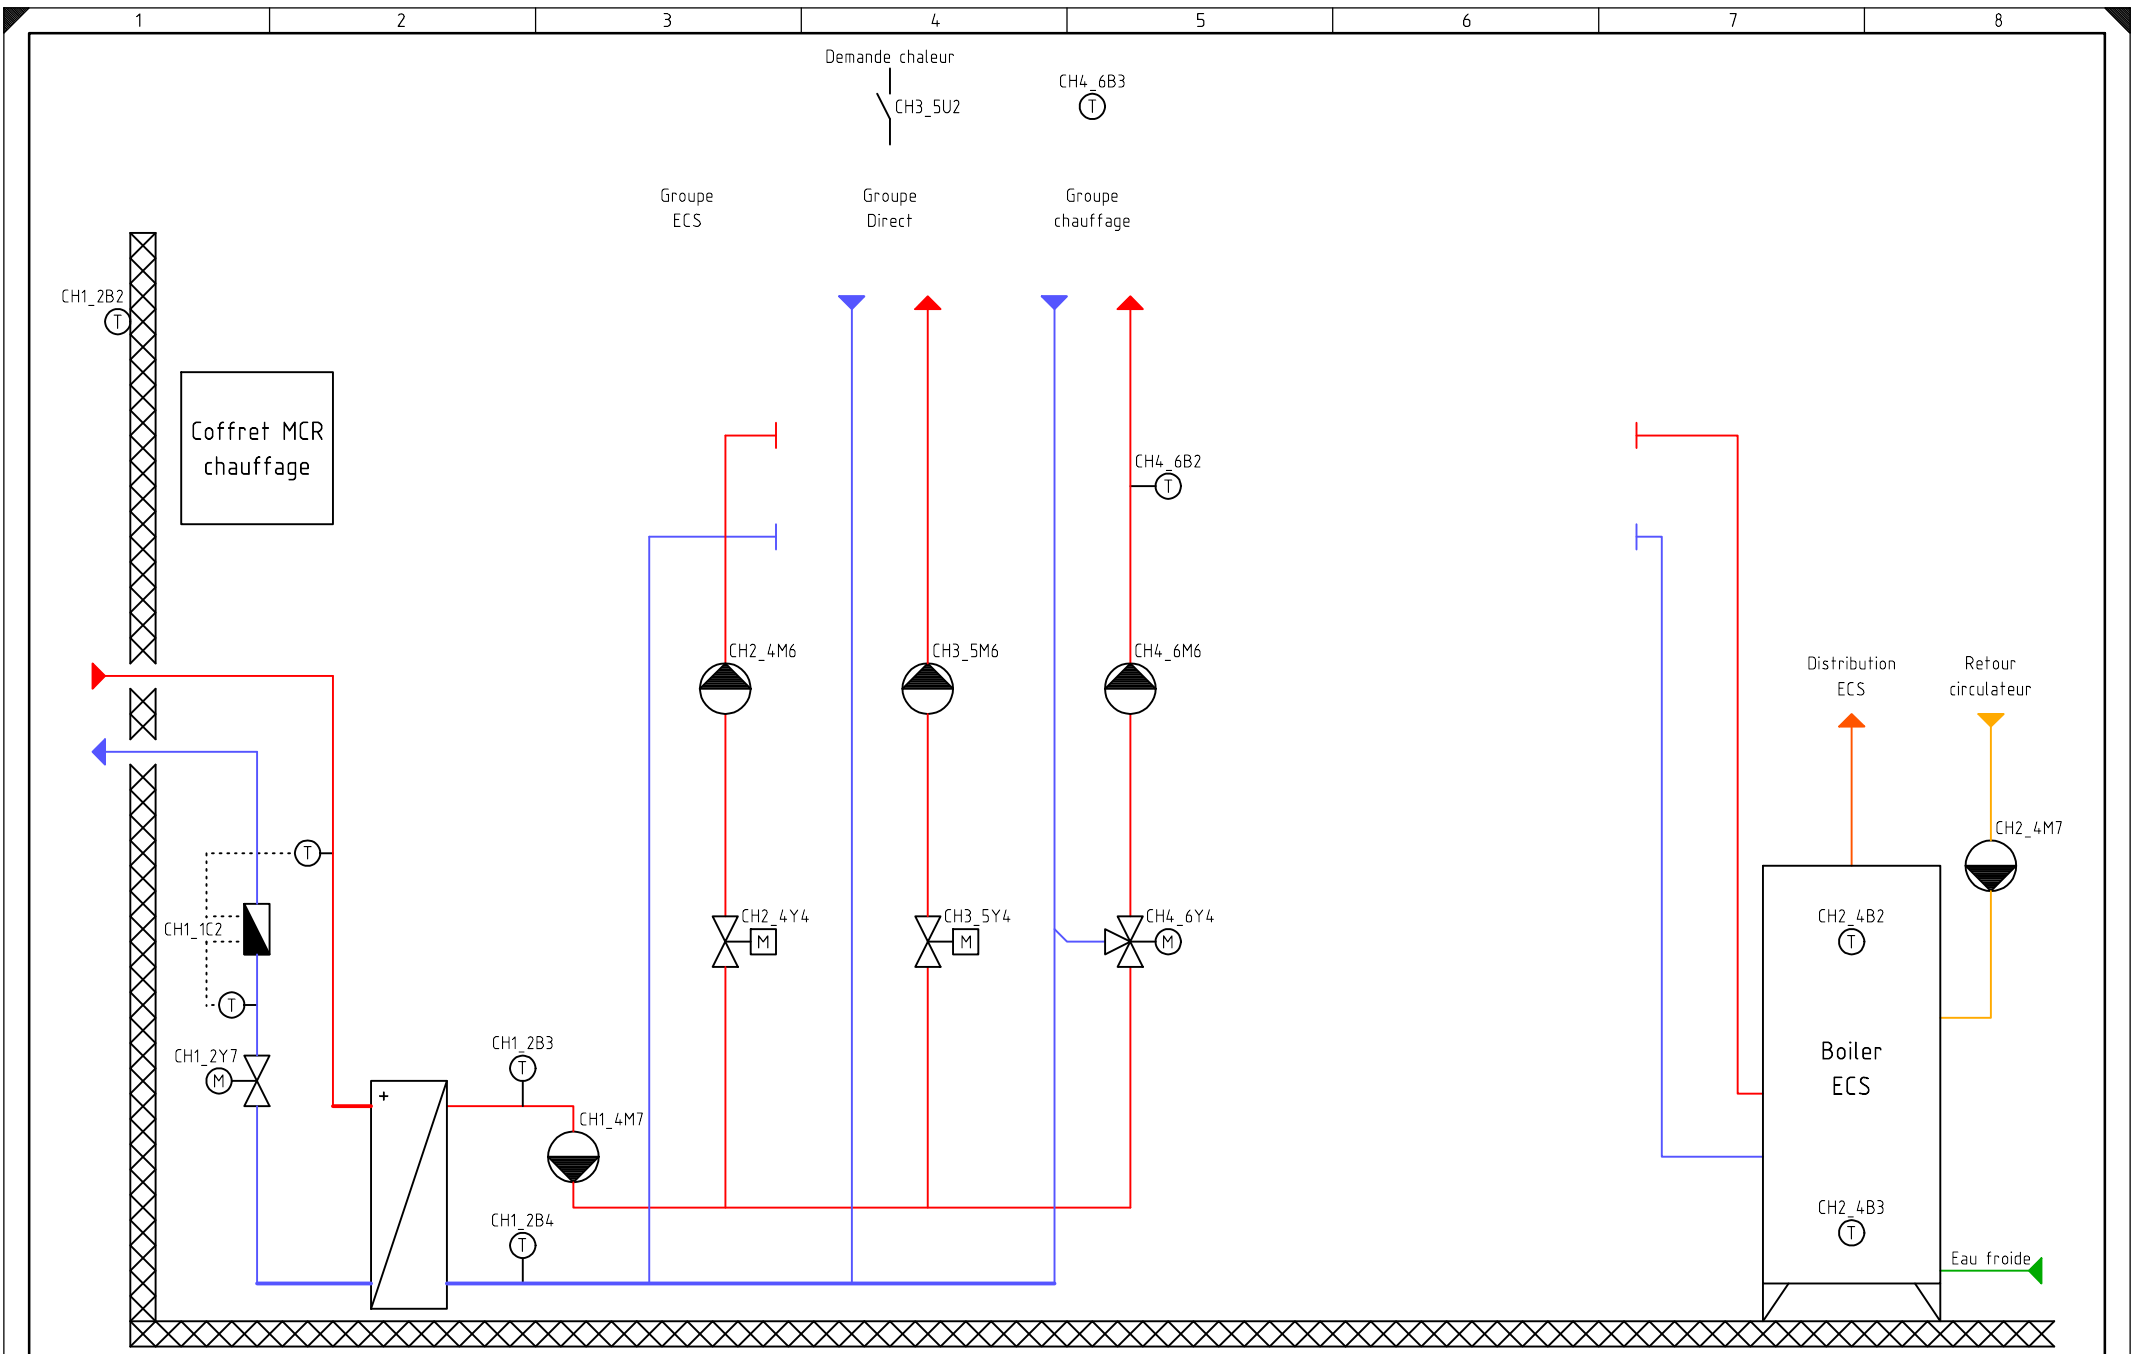 1 2 3 4 5 6 7 8
Demande chaleur
CH3_5U2
CH4_6B3
T
Groupe
ECS
Groupe
Direct
Groupe
chauffage
CH1_2B2
T
Coffret MCR
chauffage
CH4_6B2
T
CH2_4M6
CH3_5M6
CH4_6M6
Distribution
ECS
Retour
circulateur
CH2_4M7
T
CH1_1C2
T
CH2_4Y4
M
CH3_5Y4
M
CH4_6Y4
M
CH2_4B2
T
CH1_2Y7
M
CH1_2B3
T
+
CH1_4M7
Boiler
ECS
CH1_2B4
T
CH2_4B3
T
Eau froide